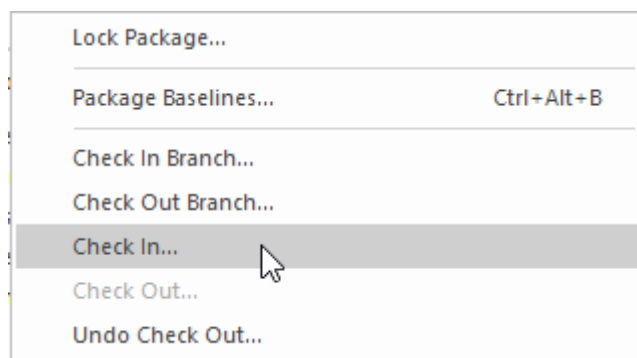 Lock Package...
Package Baselines... Ctrl+Alt+B
Check In Branch...
Check Out Branch...
Check In...
Check Out...
Undo Check Out...